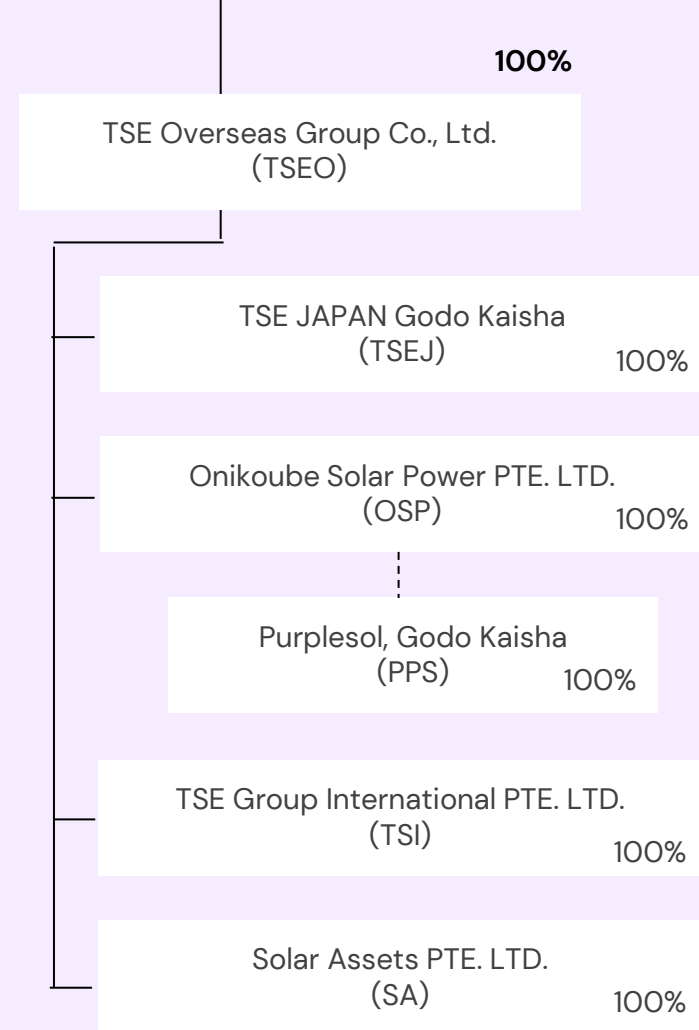 100%
TSE Overseas Group Co., Ltd.
(TSEO)
TSE JAPAN Godo Kaisha
(TSEJ)
100%
Onikoube Solar Power PTE. LTD.
(OSP)
100%
Purplesol, Godo Kaisha
(PPS)
100%
TSE Group International PTE. LTD.
(TSI)
100%
Solar Assets PTE. LTD.
(SA)
100%